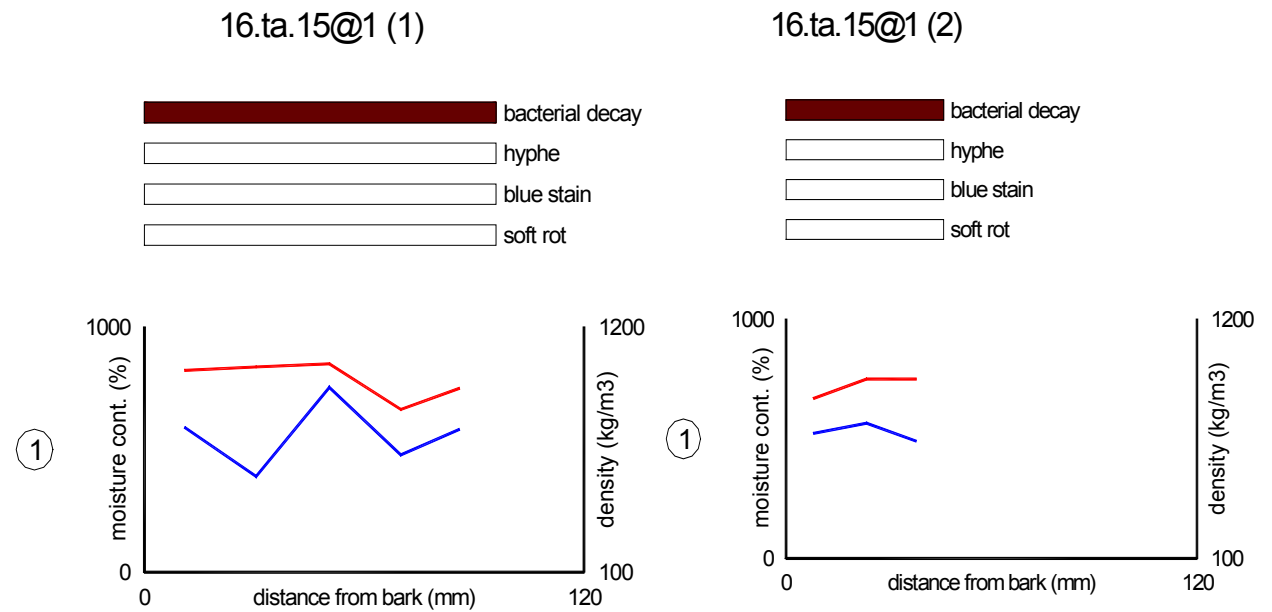 16.ta.15@1 (1)
bacterial decay
hyphe
blue stain
soft rot
1
1000
0
moisture cont. (%)
1200
100
density (kg/m3)
0
distance from bark (mm)
120
16.ta.15@1 (2)
bacterial decay
hyphe
blue stain
soft rot
1
1000
0
moisture cont. (%)
1200
100
density (kg/m3)
0
distance from bark (mm)
120